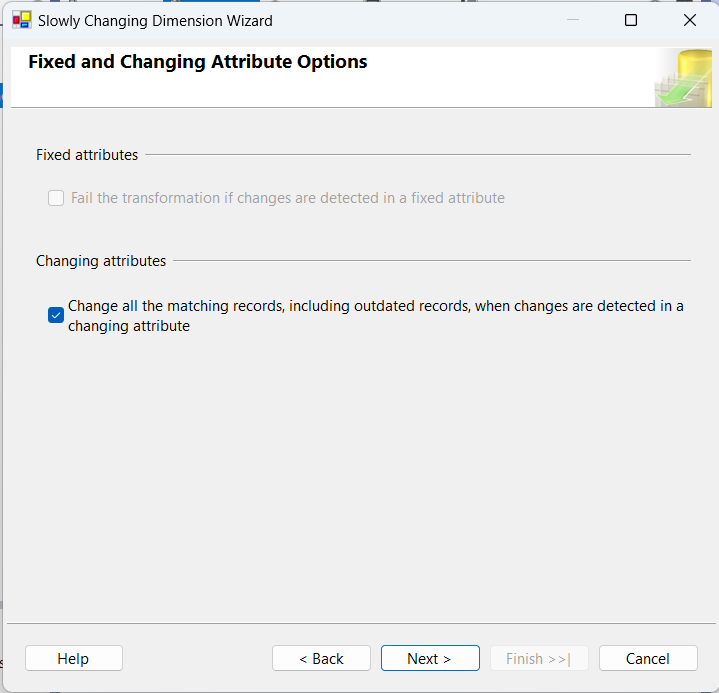 Slowly Changing Dimension Wizard
Fixed and Changing Attribute Options
Fixed attributes
Fail the transformation if changes are detected in a fixed attribute
Changing attributes
Change all the matching records, including outdated records, when changes are detected in a
changing attribute
Help
< Back
Next >
Finish >>|
Cancel